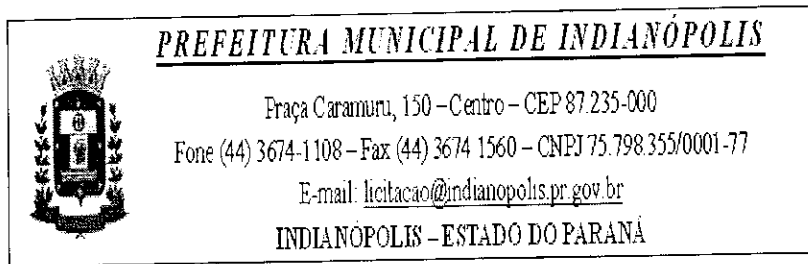 PREFEITURA MUNICIPAL DE INDIANÓPOLIS
Praça Caramuru, 150 – Centro – CEP 87.235-000
Fone (44) 3674-1108 – Fax (44) 3674 1560 – CNPJ 75.798.355/0001-77
E-mail: licitacao@indianopolis.pr.gov.br
INDIANÓPOLIS – ESTADO DO PARANÁ